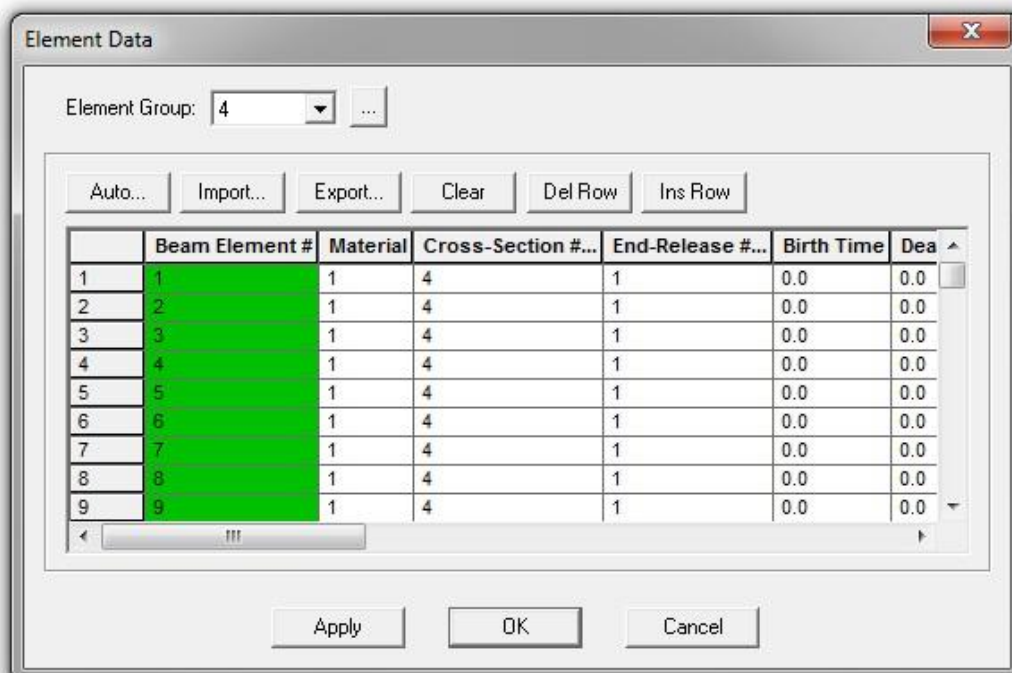 Element Data
Element Group: 4 ...
Auto... Import... Export... Clear Del Row Ins Row
Beam Element # Material Cross-Section #... End-Release #... Birth Time Dea
1 1 1 4 1 0.0 0.0
2 2 1 4 1 0.0 0.0
3 3 1 4 1 0.0 0.0
4 4 1 4 1 0.0 0.0
5 5 1 4 1 0.0 0.0
6 6 1 4 1 0.0 0.0
7 7 1 4 1 0.0 0.0
8 8 1 4 1 0.0 0.0
9 9 1 4 1 0.0 0.0
Apply OK Cancel